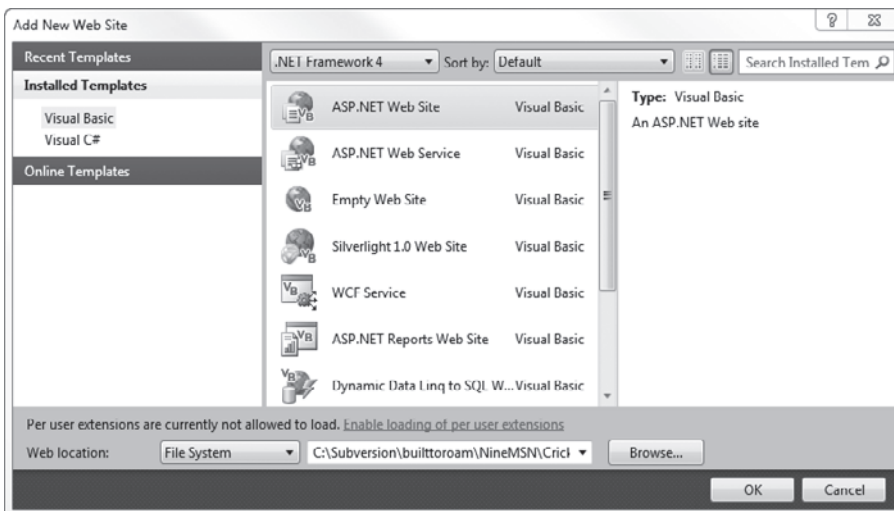 Add New Web Site
Recent Templates
Installed Templates
Visual Basic
Visual C#
Online Templates
.NET Framework 4
Sort by: Default
Search Installed Tem
ASP.NET Web Site Visual Basic
ASP.NET Web Service Visual Basic
Empty Web Site Visual Basic
Silverlight 1.0 Web Site Visual Basic
WCF Service Visual Basic
ASP.NET Reports Web Site Visual Basic
Dynamic Data Linq to SQL W... Visual Basic
Type: Visual Basic
An ASP.NET Web site
Per user extensions are currently not allowed to load. Enable loading of per user extensions
Web location: File System C:\Subversion\builttoroam\NineMSN\Crick Browse...
OK Cancel